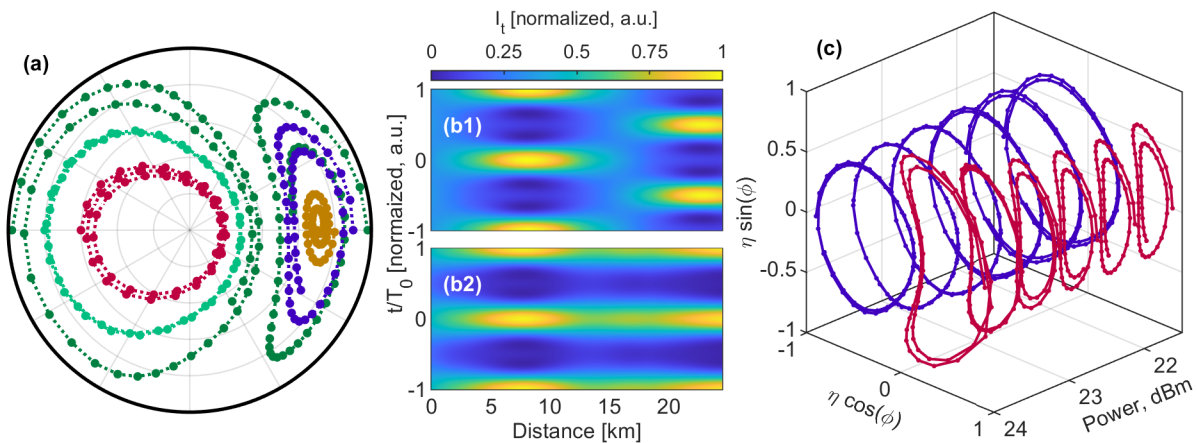 (a)
I_t [normalized, a.u.]
0 0.25 0.5 0.75 1
t/T_0 [normaized, a.u.]
1
0
-1
(b1)
1
0
-1
(b2)
0 5 10 15 20
Distance [km]
(c)
η sin(ϕ)
1
0.5
0
-0.5
-1
-1 0 1
η cos(ϕ)
24 23 22
Power, dBm